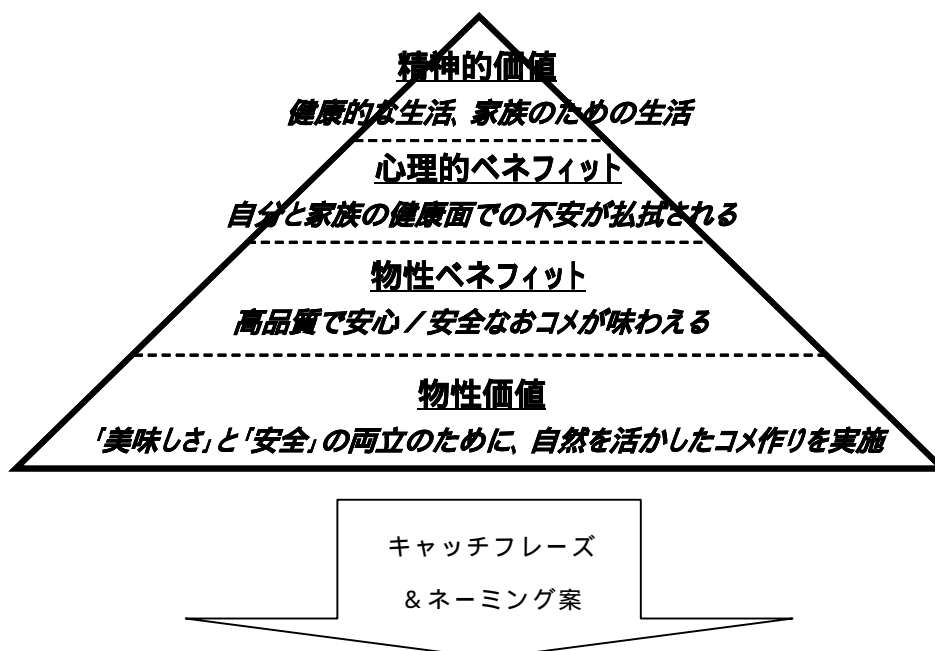 精神的価値
健康的な生活、家族のための生活
心理的ベネフィット
自分と家族の健康面での不安が払拭される
物性ベネフィット
高品質で安心／安全なおコメが味わえる
物性価値
「美味しさ」と「安全」の両立のために、自然を活かしたコメ作りを実施
キャッチフレーズ
＆ネーミング案